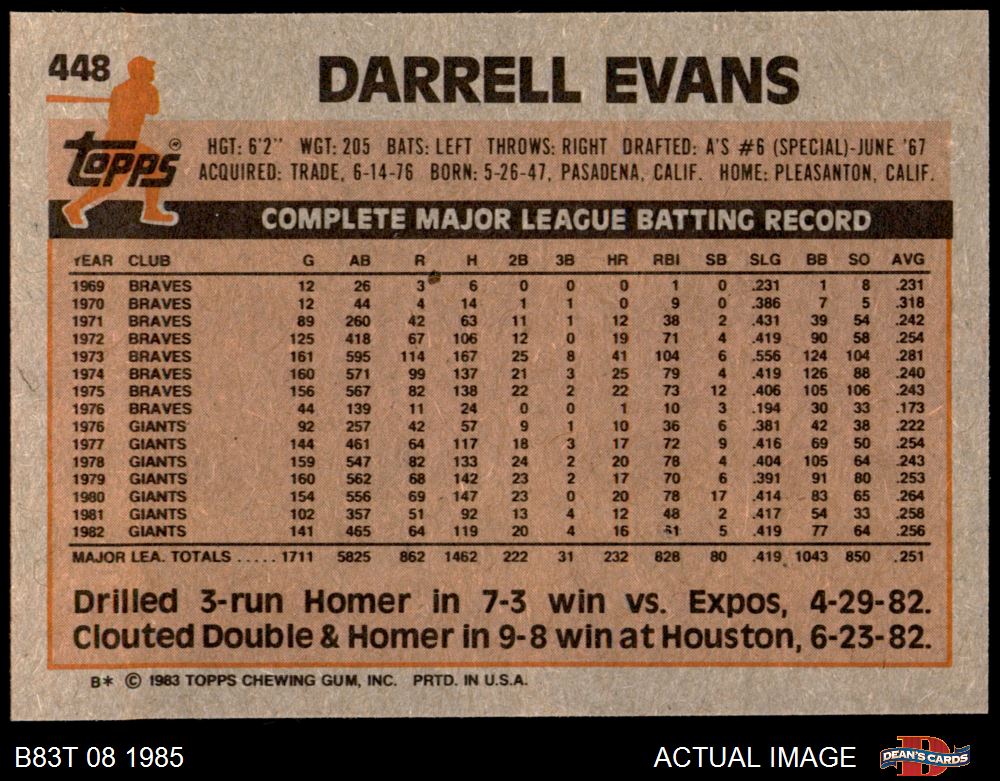 448
DARRELL EVANS
topps®
HGT: 6'2" WGT: 205 BATS: LEFT THROWS: RIGHT DRAFTED: A'S #6 (SPECIAL)-JUNE '67
ACQUIRED: TRADE, 6-14-76 BORN: 5-26-47, PASADENA, CALIF. HOME: PLEASANTON, CALIF.
COMPLETE MAJOR LEAGUE BATTING RECORD
YEAR CLUB G AB R H 2B 3B HR RBI SB SLG BB SO AVG
1969 BRAVES 12 26 3 6 0 0 0 1 0 .231 1 8 .231
1970 BRAVES 12 44 4 14 1 1 0 9 0 .386 7 5 .318
1971 BRAVES 89 260 42 63 11 1 12 38 2 .431 39 54 .242
1972 BRAVES 125 418 67 106 12 0 19 71 4 .419 90 58 .254
1973 BRAVES 161 595 114 167 25 8 41 104 6 .556 124 104 .281
1974 BRAVES 160 571 99 137 21 3 25 79 4 .419 126 88 .240
1975 BRAVES 156 567 82 138 22 2 22 73 12 .406 105 106 .243
1976 BRAVES 44 139 11 24 0 0 1 10 3 .194 30 33 .173
1976 GIANTS 92 257 42 57 9 1 10 36 6 .381 42 38 .222
1977 GIANTS 144 461 64 117 18 3 17 72 9 .416 69 50 .254
1978 GIANTS 159 547 82 133 24 2 20 78 4 .404 105 64 .243
1979 GIANTS 160 562 68 142 23 2 17 70 6 .391 91 80 .253
1980 GIANTS 154 556 69 147 23 0 20 78 17 .414 83 65 .264
1981 GIANTS 102 357 51 92 13 4 12 48 2 .417 54 33 .258
1982 GIANTS 141 465 64 119 20 4 16 61 5 .419 77 64 .256
MAJOR LEA. TOTALS ..... 1711 5825 862 1462 222 31 232 828 80 .419 1043 850 .251
Drilled 3-run Homer in 7-3 win vs. Expos, 4-29-82.
Clouted Double & Homer in 9-8 win at Houston, 6-23-82.
B* © 1983 TOPPS CHEWING GUM, INC. PRTD. IN U.S.A.
B83T 08 1985 ACTUAL IMAGE DEAN'S CARDS